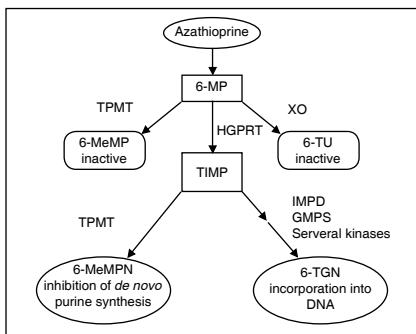 Azathioprine
6-MP
TPMT
XO
HGPRT
6-MeMP
inactive
6-TU
inactive
TIMP
TPMT
IMPD
GMPS
Serveral kinases
6-MeMPN
inhibition of de novo
purine synthesis
6-TGN
incorporation into
DNA